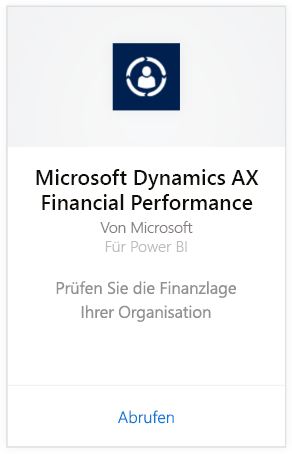 Microsoft Dynamics AX
Financial Performance
Von Microsoft
Für Power BI
Prüfen Sie die Finanzlage
Ihrer Organisation
Abrufen